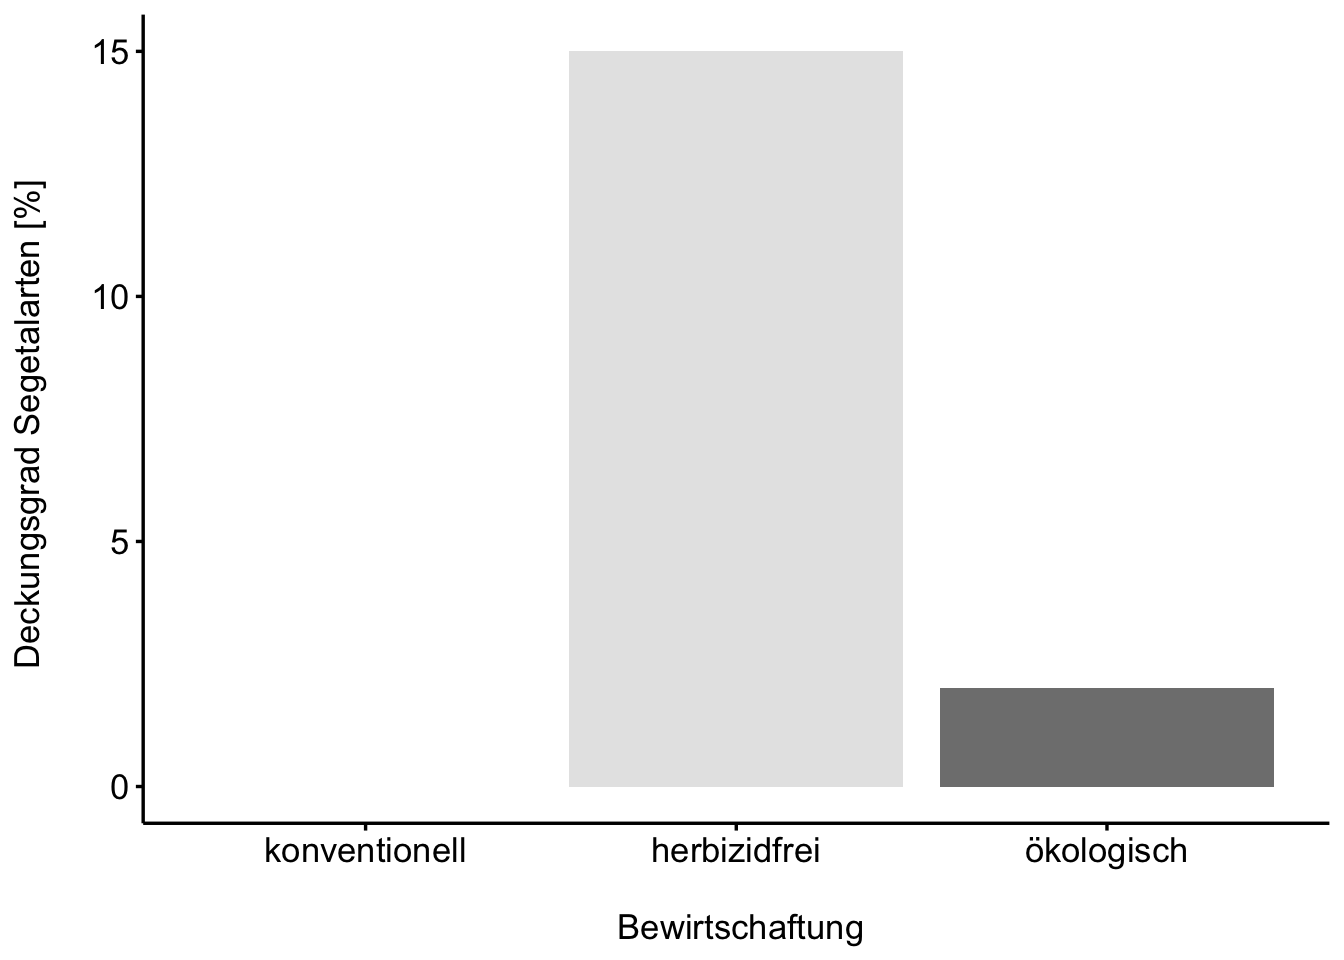 Deckungsgrad Segetalarten [%]
15
10
5
0
konventionell herbizidfrei ökologisch
Bewirtschaftung